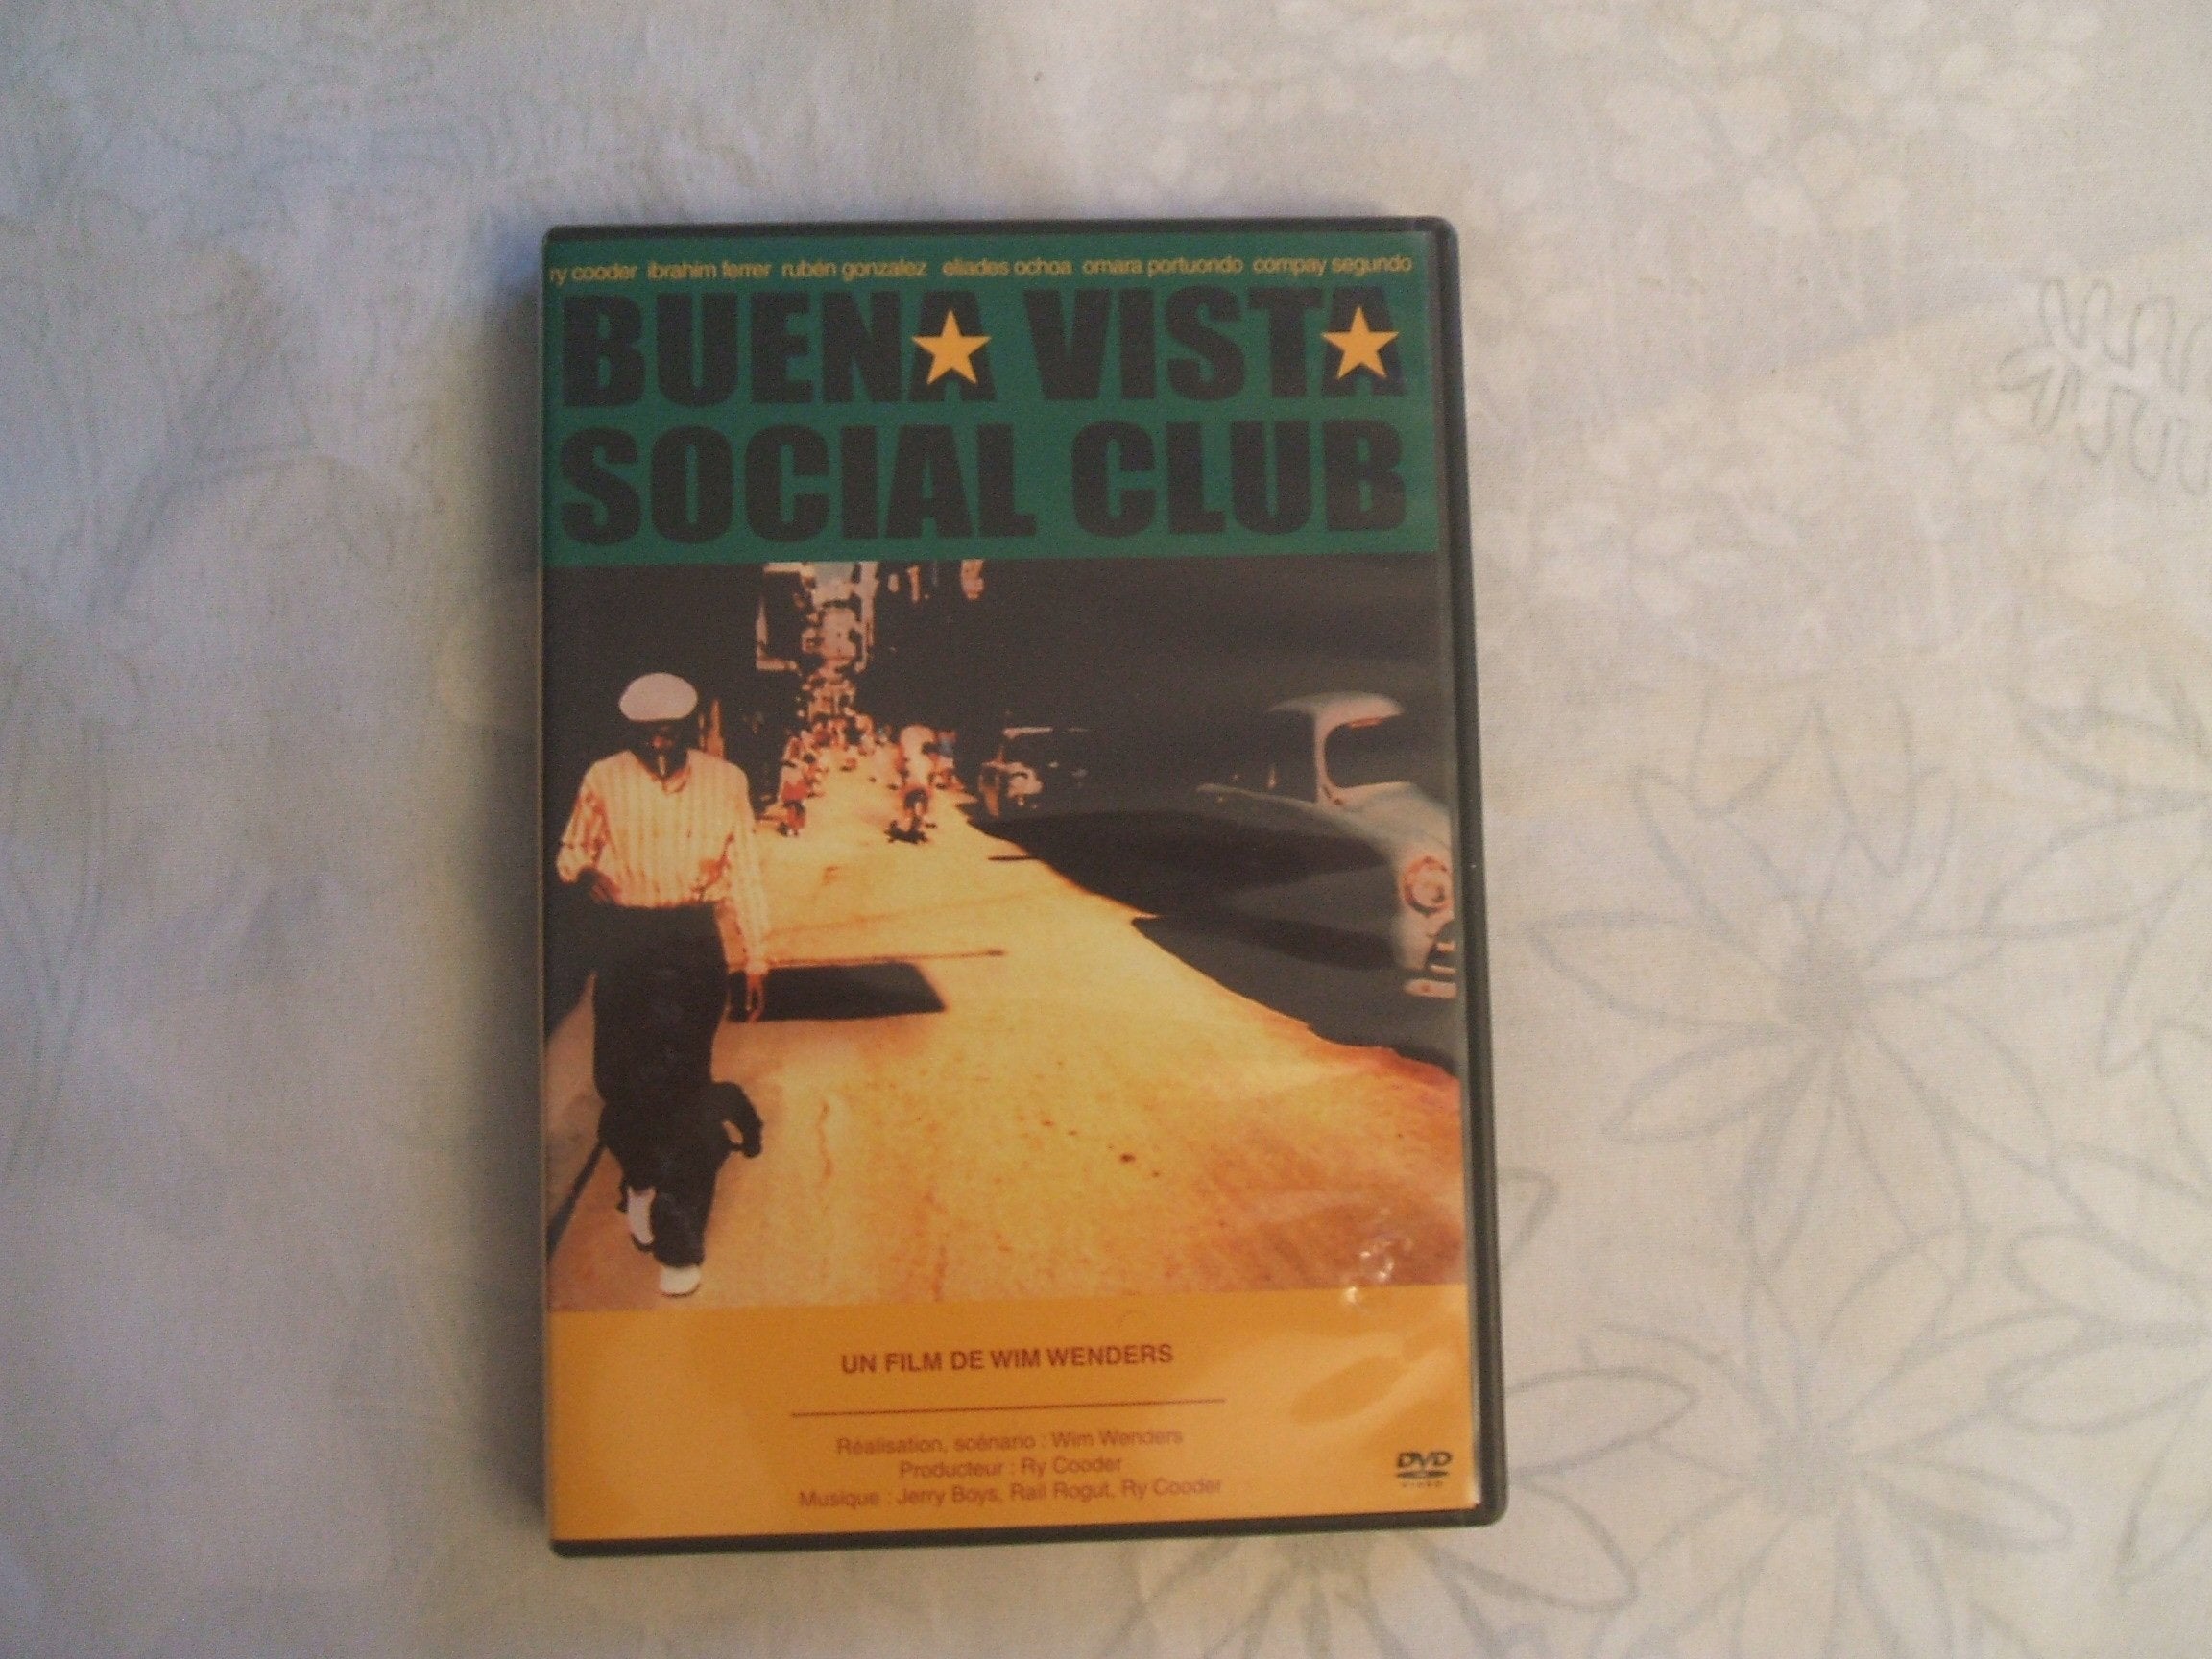 ry cooder ibrahim ferrer rubén gonzalez eliades ochoa omara portuondo compay segundo
BUENA VISTA
SOCIAL CLUB
UN FILM DE WIM WENDERS
Réalisation, scénario : Wim Wenders
Producteur : Ry Cooder
Musique : Jerry Boys, Rail Rogut, Ry Cooder
DVD
VIDEO